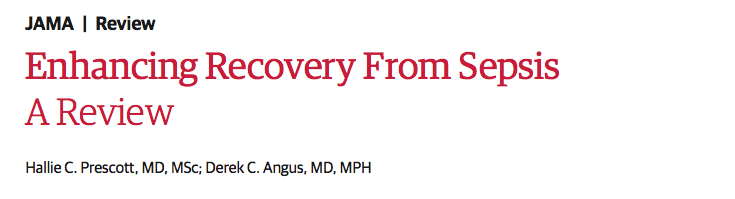 JAMA | Review
Enhancing Recovery From Sepsis
A Review
Hallie C. Prescott, MD, MSc; Derek C. Angus, MD, MPH